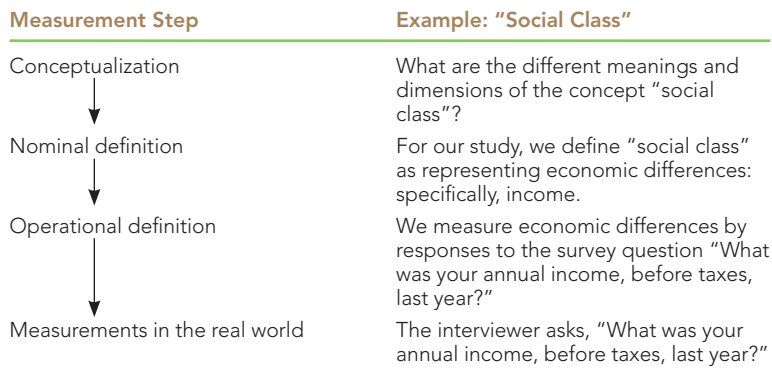 Measurement Step Example: “Social Class”
Conceptualization What are the different meanings and
dimensions of the concept “social
class”?
Nominal definition For our study, we define “social class”
as representing economic differences:
specifically, income.
Operational definition We measure economic differences by
responses to the survey question “What
was your annual income, before taxes,
last year?”
Measurements in the real world The interviewer asks, “What was your
annual income, before taxes, last year?”